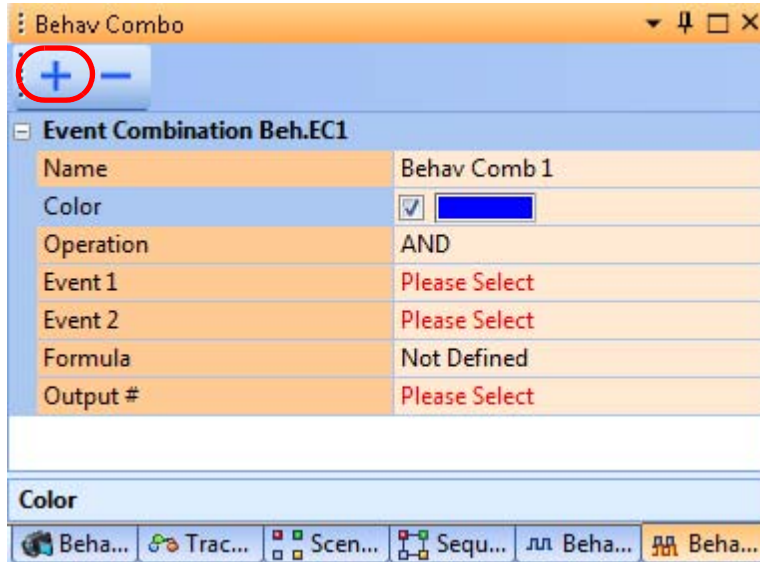 Behav Combo
Event Combination Beh.EC1
Name Behav Comb 1
Color
Operation AND
Event 1 Please Select
Event 2 Please Select
Formula Not Defined
Output # Please Select
Color
Beha... Trac... Scen... Sequ... Beha... Beha...